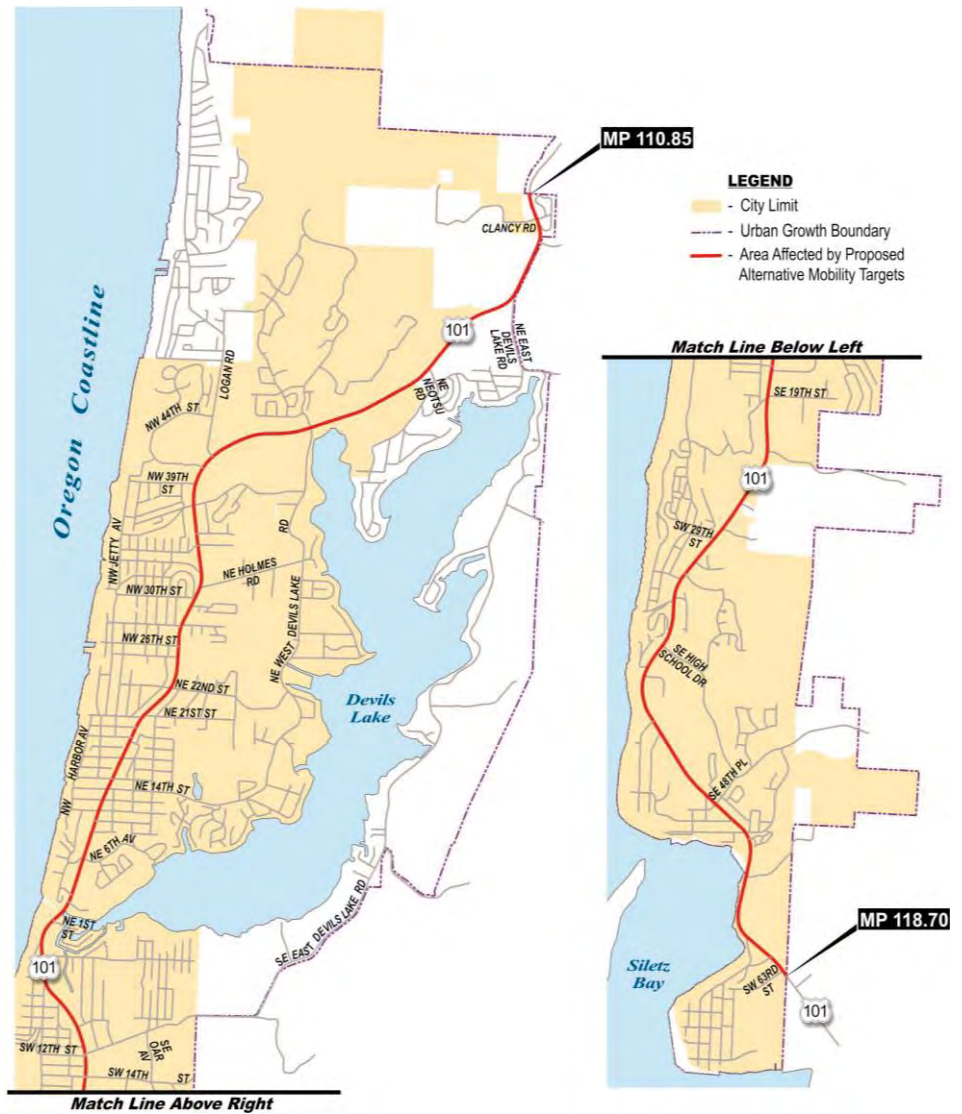 MP 110.85
LEGEND
- City Limit
- Urban Growth Boundary
- Area Affected by Proposed
Alternative Mobility Targets
CLANCY RD
Oregon Coastline
101
NE EAST
DEVILS
LAKE RD
NE
NEOTSU
RD
LOGAN RD
NW 44TH
ST
NW 39TH
ST
RD
NW JETTY AV
NE HOLMES
RD
NW 30TH ST
NE WEST DEVILS LAKE
NW 26TH ST
NE 22ND ST
NE 21ST ST
Devils
Lake
NW HARBOR AV
NE 14TH ST
NE 6TH AV
NE 1ST
ST
SE EAST DEVILS LAKE RD
101
SW 12TH ST
SE
OAR
AV
SW 14TH ST
Match Line Above Right
Match Line Below Left
SE 19TH ST
101
SW 29TH
ST
SE HIGH
SCHOOL DR
SE 48TH PL
MP 118.70
Siletz
Bay
SW 63RD
ST
101